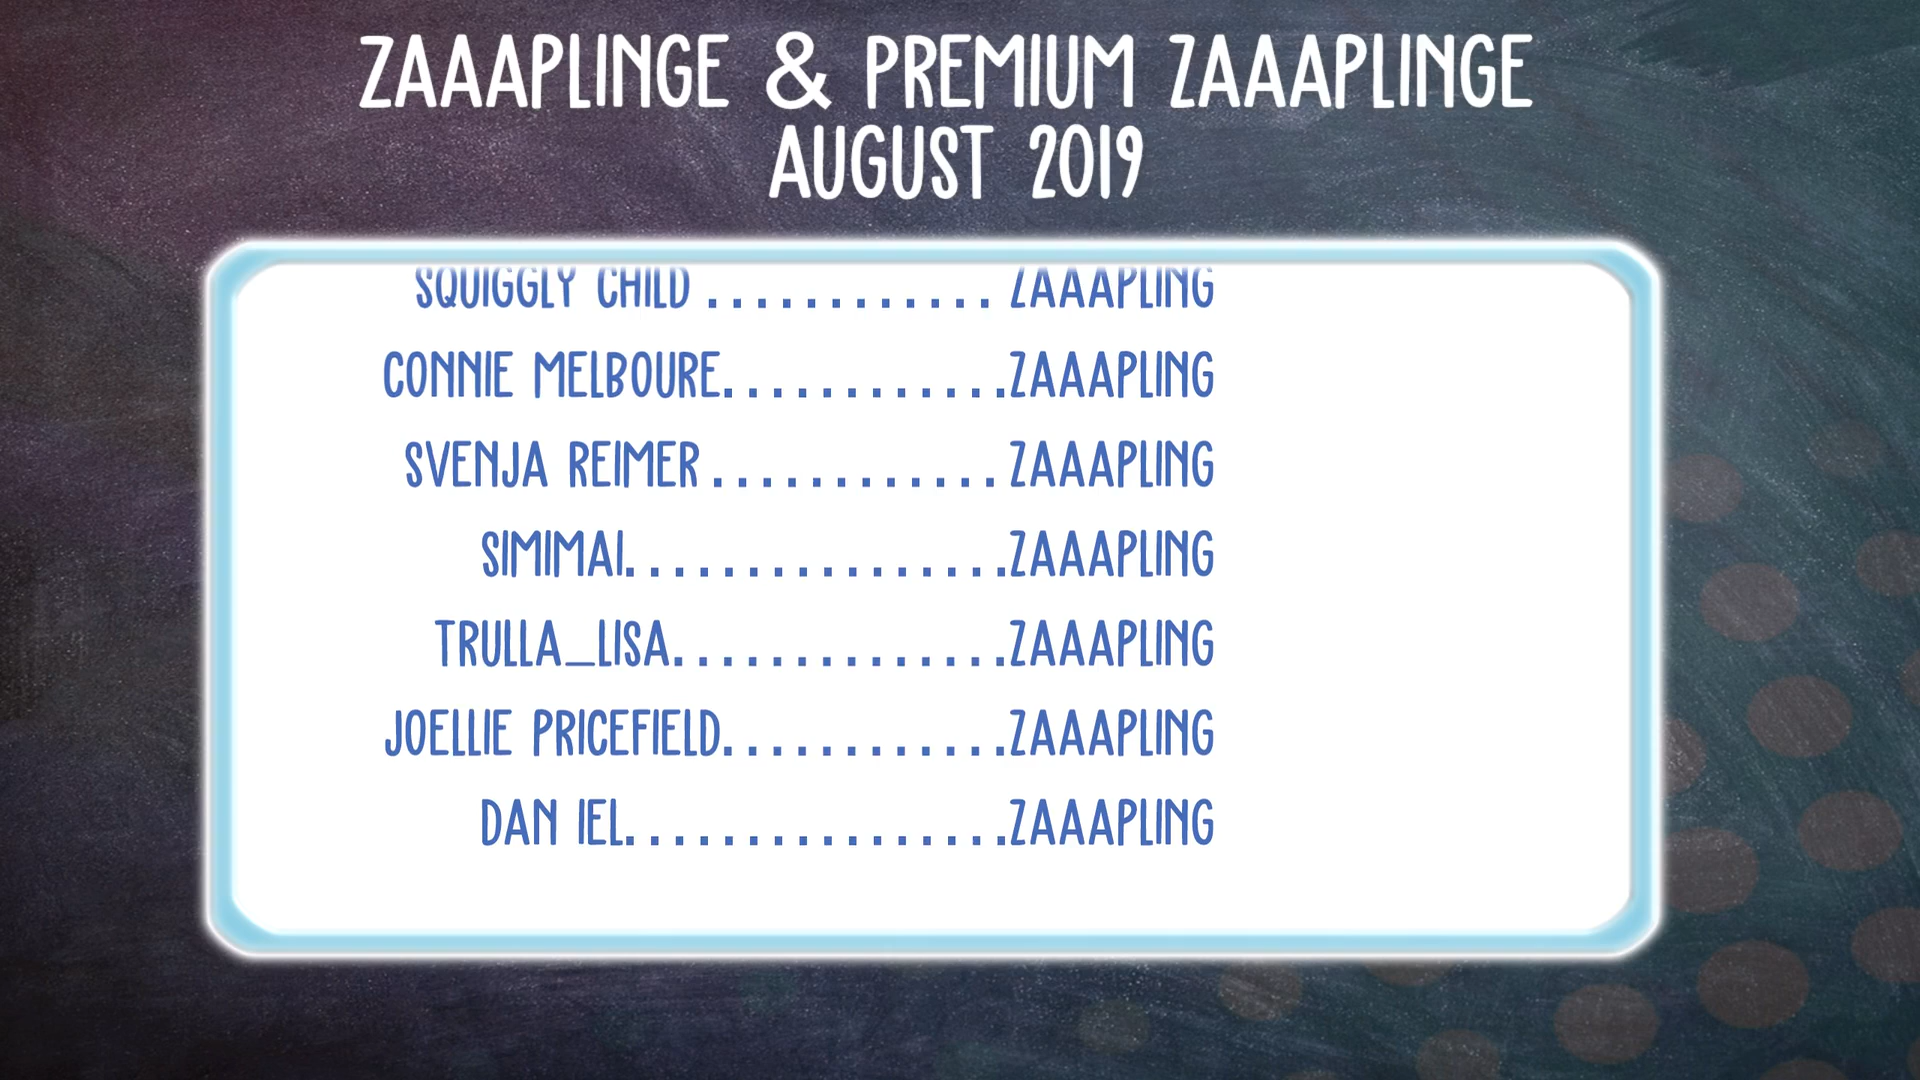 ZAAAPLINGE & PREMIUM ZAAAPLINGE
AUGUST 2019
SQUIGGLY CHILD ............ ZAAAPLING
CONNIE MELBOURE............ZAAAPLING
SVENJA REIMER ............ ZAAAPLING
SIMIMAI................ZAAAPLING
TRULLA_LISA..............ZAAAPLING
JOELLIE PRICEFIELD............ZAAAPLING
DAN IEL................ZAAAPLING